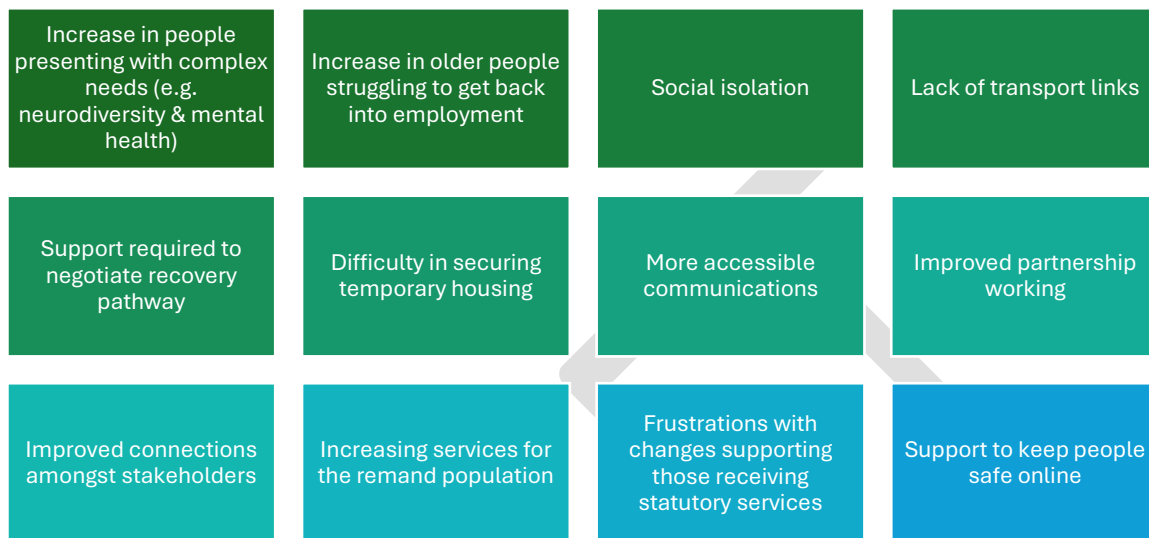 Increase in people
presenting with complex
needs (e.g.
neurodiversity & mental
health)
Increase in older people
struggling to get back
into employment
Social isolation
Lack of transport links
Support required to
negotiate recovery
pathway
Difficulty in securing
temporary housing
More accessible
communications
Improved partnership
working
Improved connections
amongst stakeholders
Increasing services for
the remand population
Frustrations with
changes supporting
those receiving
statutory services
Support to keep people
safe online